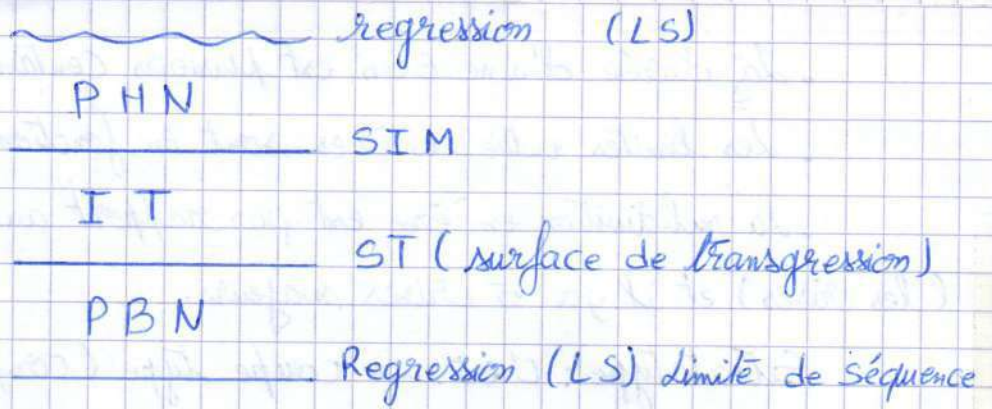 regression (LS)
PHN
SIM
IT
ST (surface de transgression)
PBN
Regression (LS) Limite de séquence